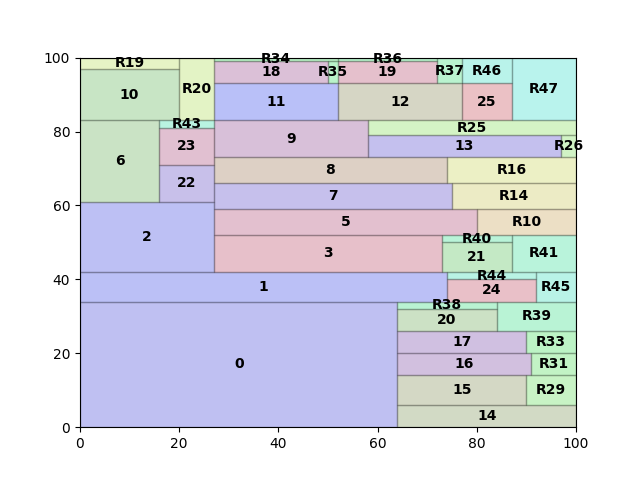 100
R19 R34 R36
18 R35 19 R37 R46
10 R20 R47
11 12 25
R43 R25
80
23 9 13 R26
6 8 R16
22 7 R14
60
5 R10
2 R40
3 21 R41
40
1 R44
24 R45
R38
20 R39
17 R33
20
0 16 R31
15 R29
14
0
0 20 40 60 80 100